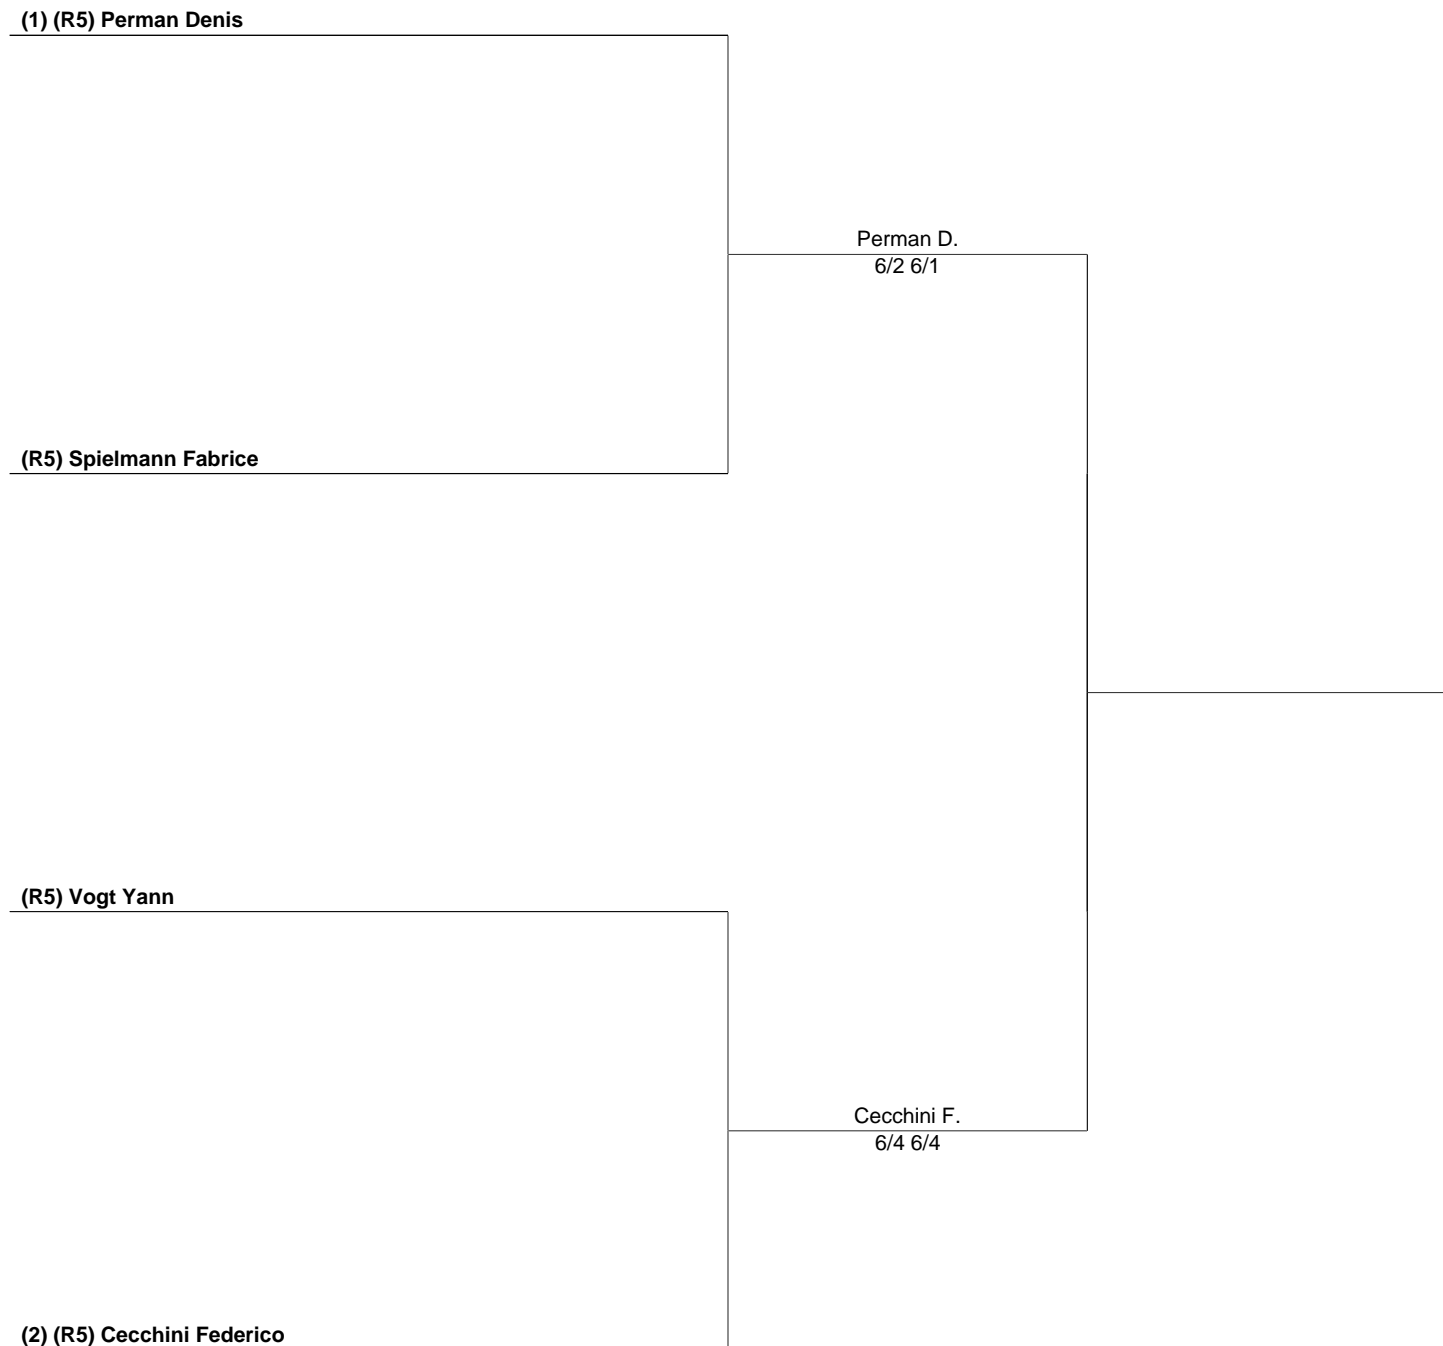 (1) (R5) Perman Denis
Perman D.
6/2 6/1
(R5) Spielmann Fabrice
(R5) Vogt Yann
Cecchini F.
6/4 6/4
(2) (R5) Cecchini Federico